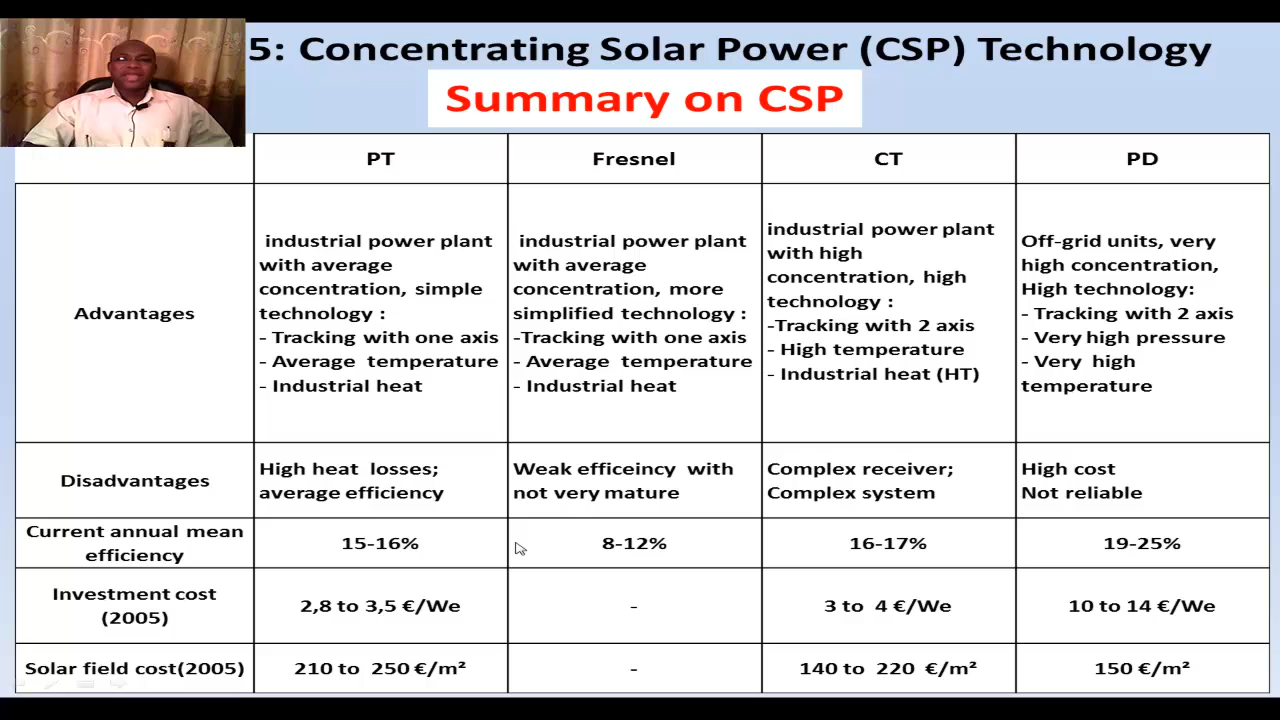 5: Concentrating Solar Power (CSP) Technology
Summary on CSP
PT
Fresnel
CT
PD
Advantages
industrial power plant
with average
concentration, simple
technology :
- Tracking with one axis
- Average temperature
- Industrial heat
industrial power plant
with average
concentration, more
simplified technology :
-Tracking with one axis
- Average temperature
- Industrial heat
industrial power plant
with high
concentration, high
technology :
-Tracking with 2 axis
- High temperature
- Industrial heat (HT)
Off-grid units, very
high concentration,
High technology:
- Tracking with 2 axis
- Very high pressure
- Very high
temperature
Disadvantages
High heat losses;
average efficiency
Weak efficeincy with
not very mature
Complex receiver;
Complex system
High cost
Not reliable
Current annual mean
efficiency
15-16%
8-12%
16-17%
19-25%
Investment cost
(2005)
2,8 to 3,5 €/We
-
3 to 4 €/We
10 to 14 €/We
Solar field cost(2005)
210 to 250 €/m²
-
140 to 220 €/m²
150 €/m²